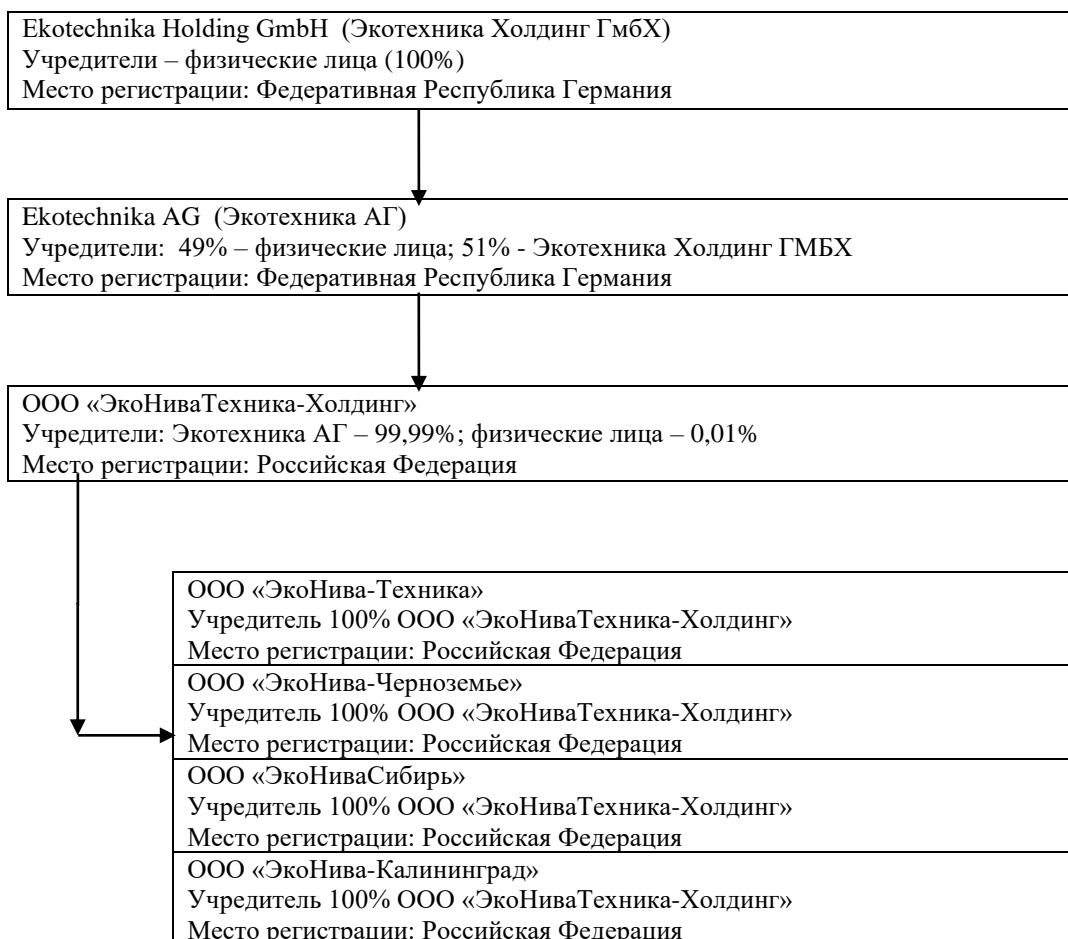 Ekotechnika Holding GmbH (Экотехника Холдинг ГмбХ)
Учредители – физические лица (100%)
Место регистрации: Федеративная Республика Германия
Ekotechnika AG (Экотехника АГ)
Учредители: 49% – физические лица; 51% - Экотехника Холдинг ГМБХ
Место регистрации: Федеративная Республика Германия
ООО «ЭкоНиваТехника-Холдинг»
Учредители: Экотехника АГ – 99,99%; физические лица – 0,01%
Место регистрации: Российская Федерация
ООО «ЭкоНива-Техника»
Учредитель 100% ООО «ЭкоНиваТехника-Холдинг»
Место регистрации: Российская Федерация
ООО «ЭкоНива-Черноземье»
Учредитель 100% ООО «ЭкоНиваТехника-Холдинг»
Место регистрации: Российская Федерация
ООО «ЭкоНиваСибирь»
Учредитель 100% ООО «ЭкоНиваТехника-Холдинг»
Место регистрации: Российская Федерация
ООО «ЭкоНива-Калининград»
Учредитель 100% ООО «ЭкоНиваТехника-Холдинг»
Место регистрации: Российская Федерация